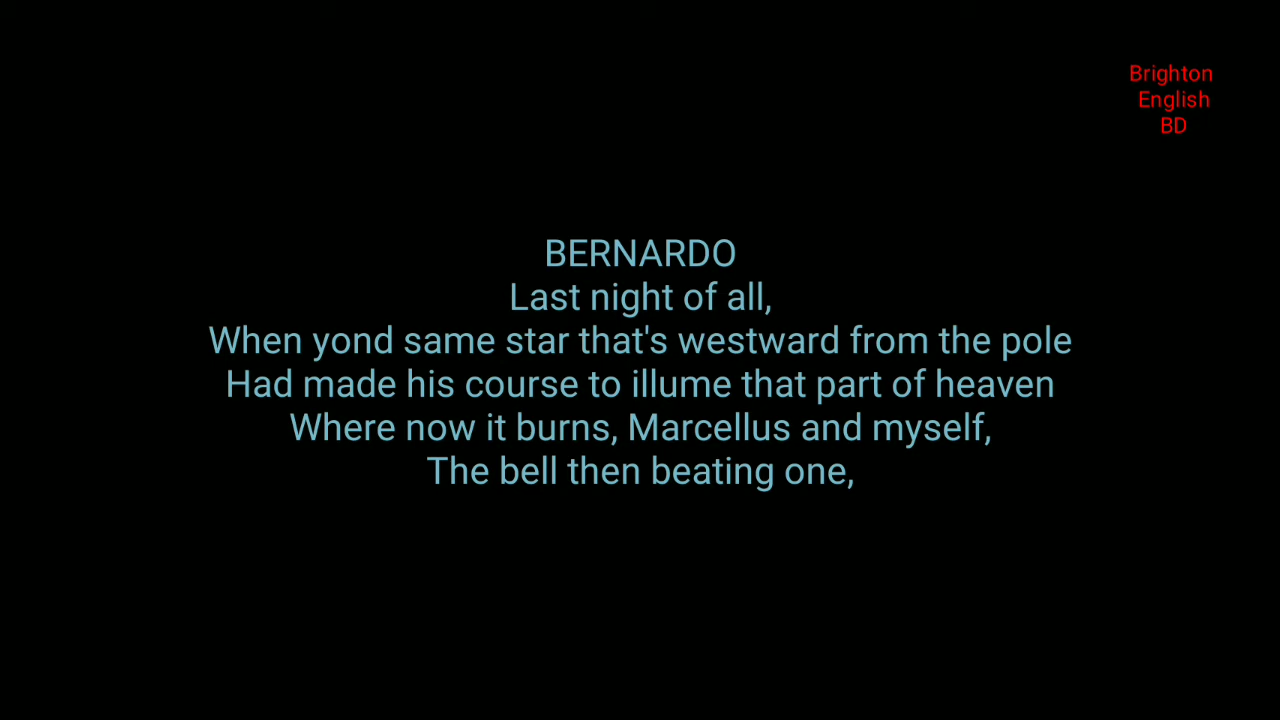 Brighton
English
BD
BERNARDO
Last night of all,
When yond same star that's westward from the pole
Had made his course to illume that part of heaven
Where now it burns, Marcellus and myself,
The bell then beating one,